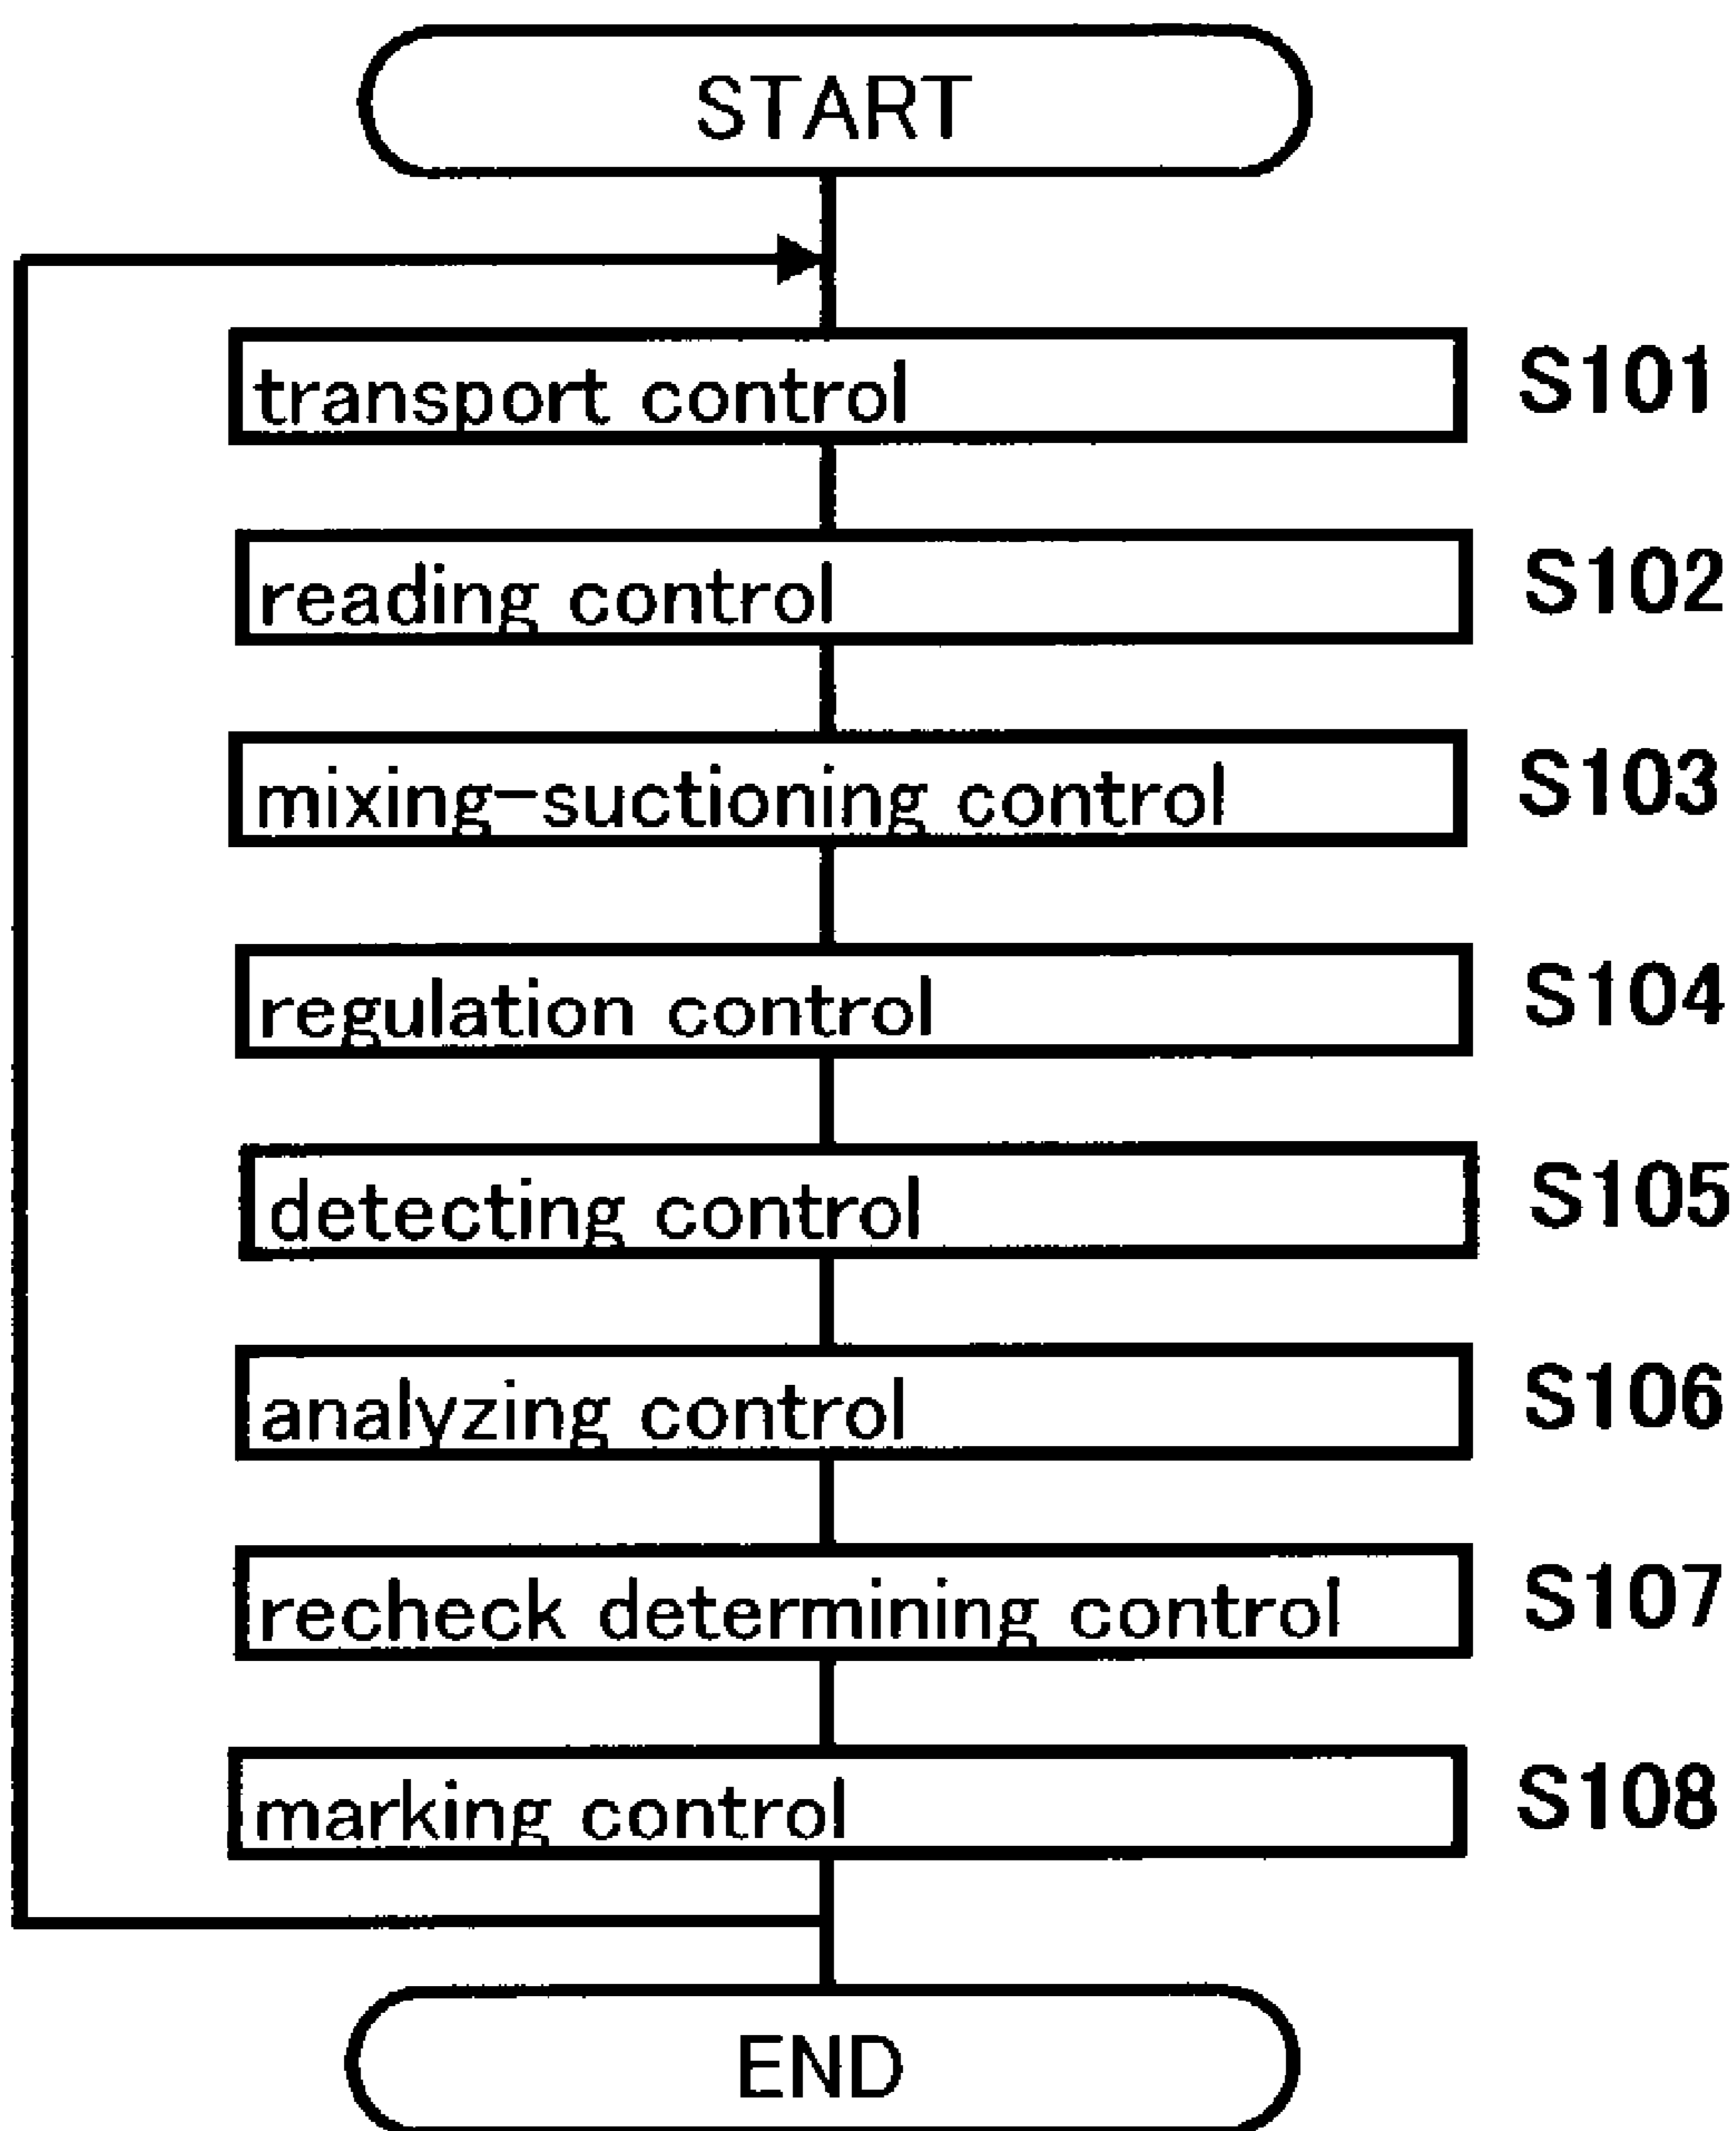 START
transport control S101
reading control S102
mixing-suctioning control S103
regulation control S104
detecting control S105
analyzing control S106
recheck determining control S107
marking control S108
END